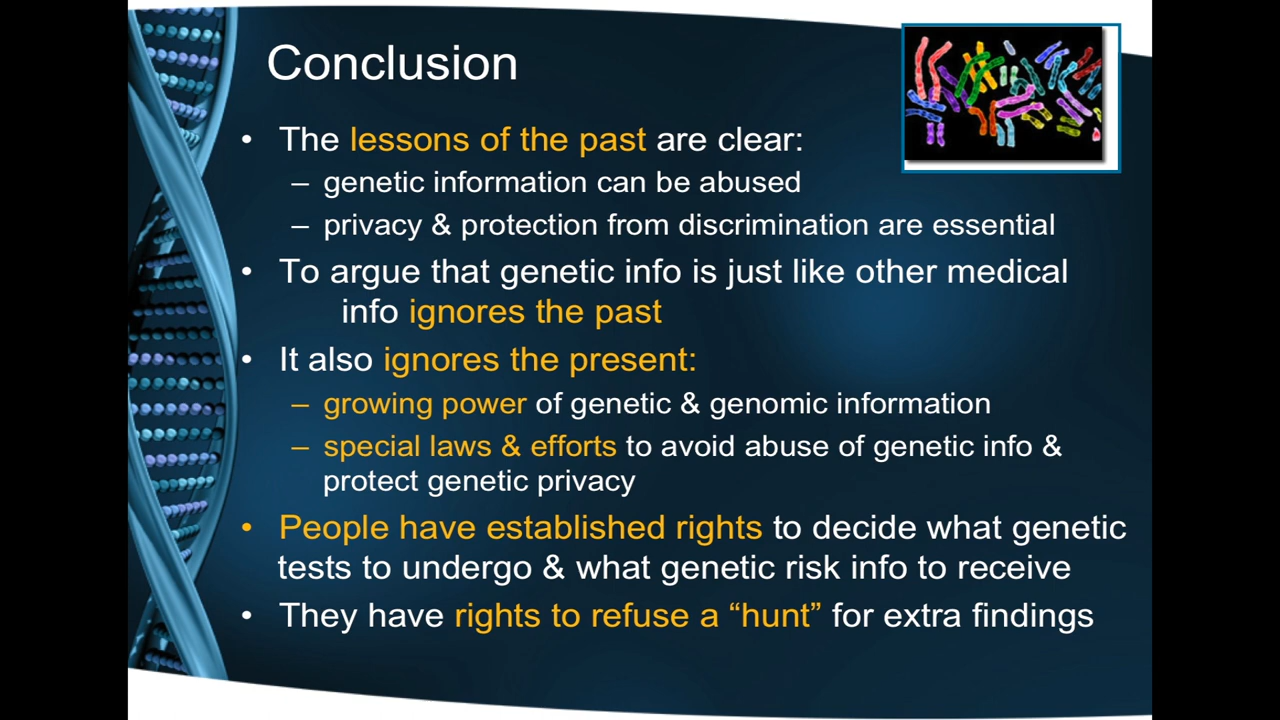 Conclusion
• The lessons of the past are clear:
– genetic information can be abused
– privacy & protection from discrimination are essential
• To argue that genetic info is just like other medical
info ignores the past
• It also ignores the present:
– growing power of genetic & genomic information
– special laws & efforts to avoid abuse of genetic info &
protect genetic privacy
• People have established rights to decide what genetic
tests to undergo & what genetic risk info to receive
• They have rights to refuse a “hunt” for extra findings